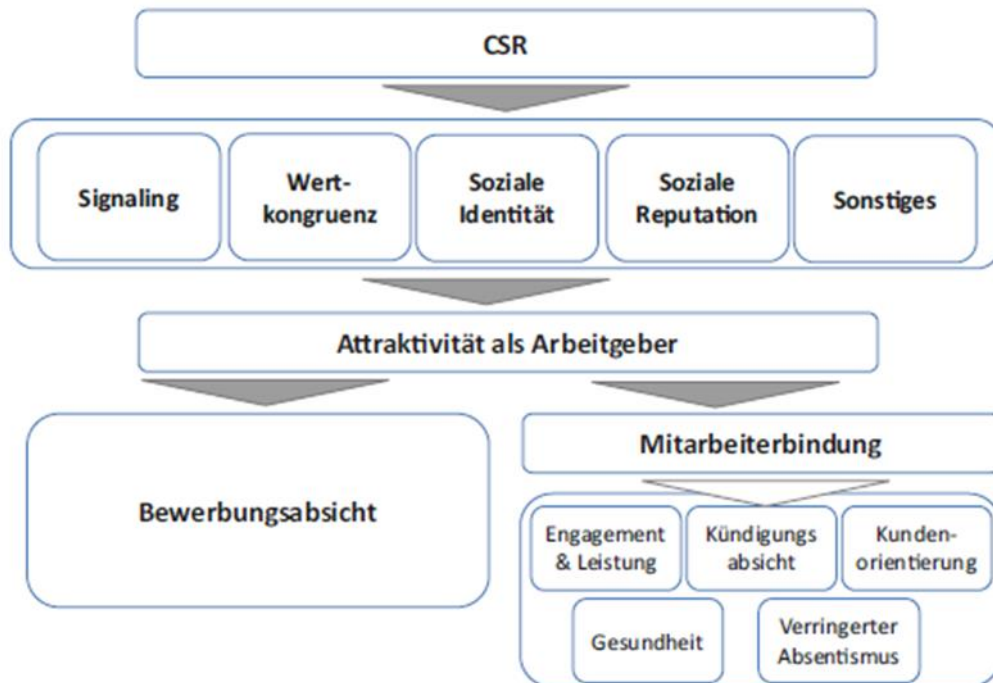 CSR
Signaling
Wert-
kongruenz
Soziale
Identität
Soziale
Reputation
Sonstiges
Attraktivität als Arbeitgeber
Bewerbungsabsicht
Mitarbeiterbindung
Engagement
& Leistung
Kündigungs
absicht
Kunden-
orientierung
Gesundheit
Verringerter
Absentismus